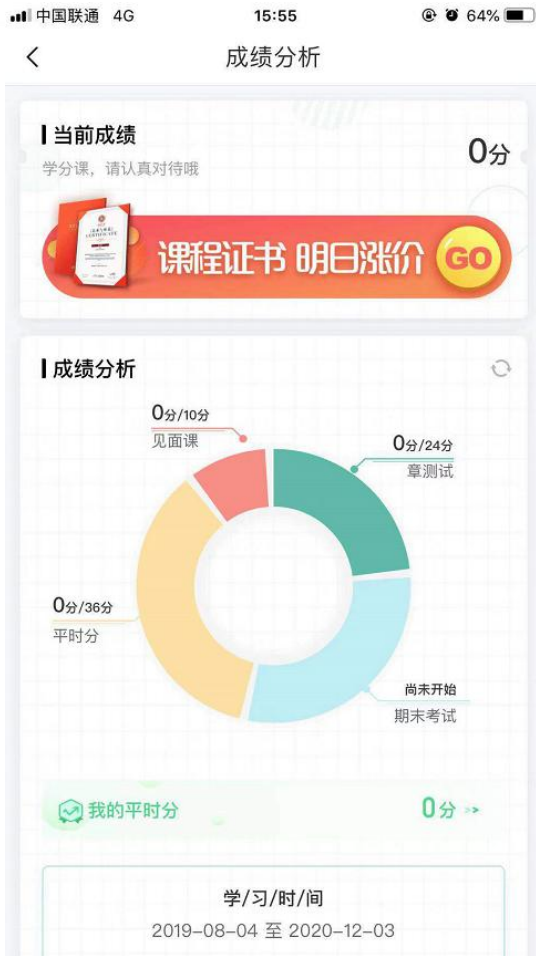 中国联通 4G 15:55 64%
成绩分析
当前成绩
0分
学分课，请认真对待哦
课程证书 明日涨价 GO
成绩分析
0分/10分
见面课
0分/24分
章测试
0分/36分
平时分
尚未开始
期末考试
我的平时分 0分 >>
学/习/时/间
2019-08-04 至 2020-12-03